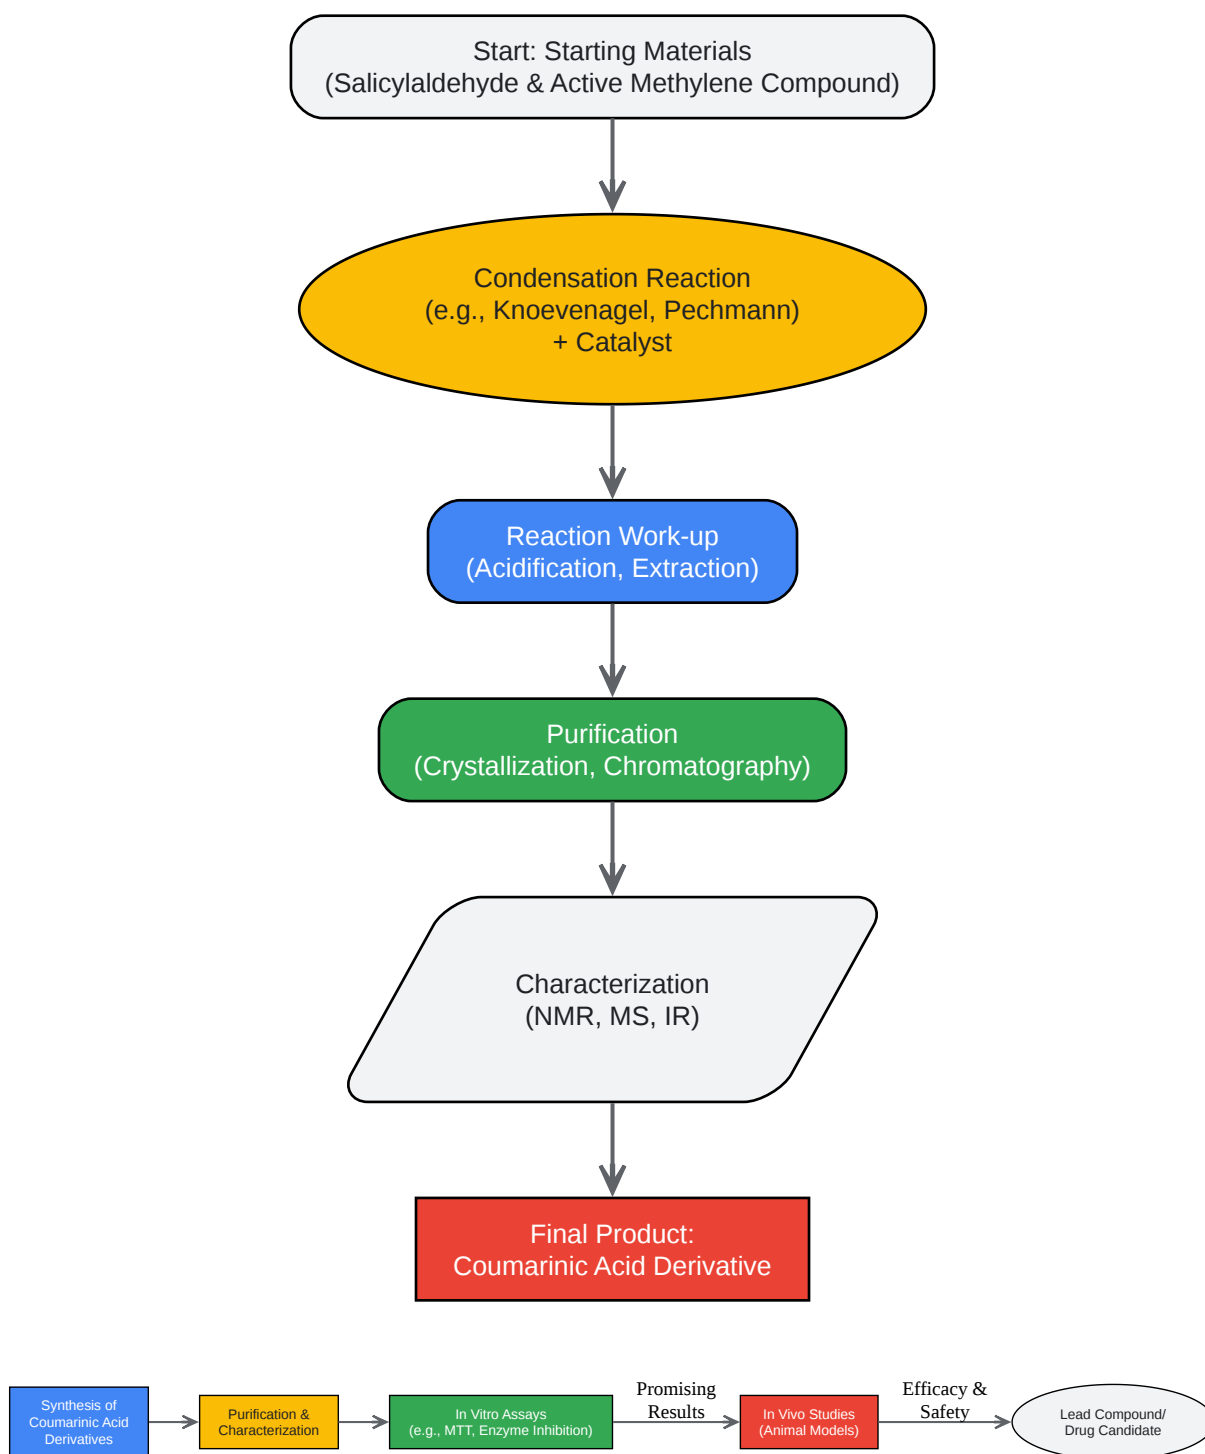 Start: Starting Materials
(Salicylaldehyde & Active Methylene Compound)
Condensation Reaction
(e.g., Knoevenagel, Pechmann)
+ Catalyst
Reaction Work-up
(Acidification, Extraction)
Purification
(Crystallization, Chromatography)
Characterization
(NMR, MS, IR)
Final Product:
Coumarinic Acid Derivative
Synthesis of
Coumarinic Acid
Derivatives
Purification &
Characterization
In Vitro Assays
(e.g., MTT, Enzyme Inhibition)
Promising
Results
In Vivo Studies
(Animal Models)
Efficacy &
Safety
Lead Compound/
Drug Candidate